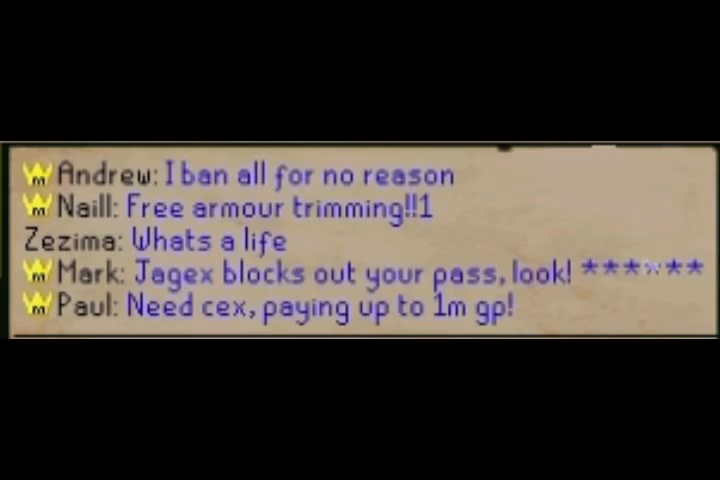 Andrew: I ban all for no reason
Naill: Free armour trimming!!1
Zezima: Whats a life
Mark: Jagex blocks out your pass, look! *******
Paul: Need cex, paying up to 1m gp!